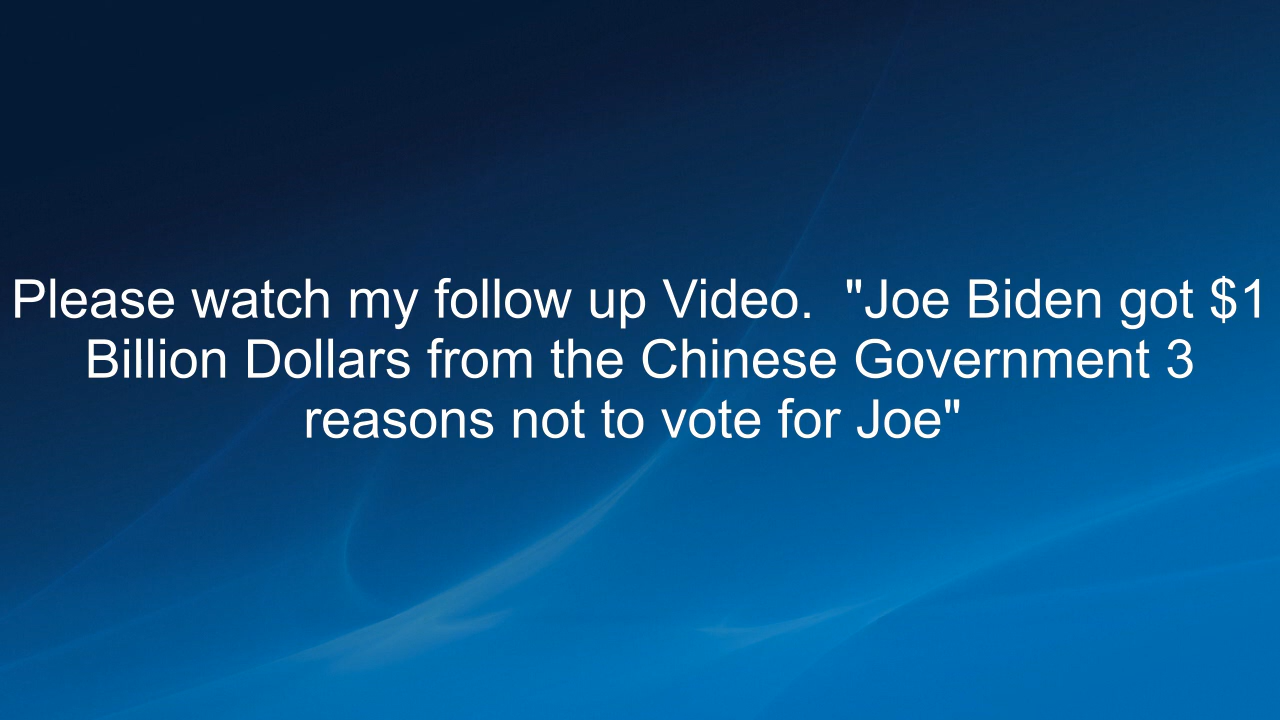 Please watch my follow up Video.  "Joe Biden got $1
Billion Dollars from the Chinese Government 3
reasons not to vote for Joe"